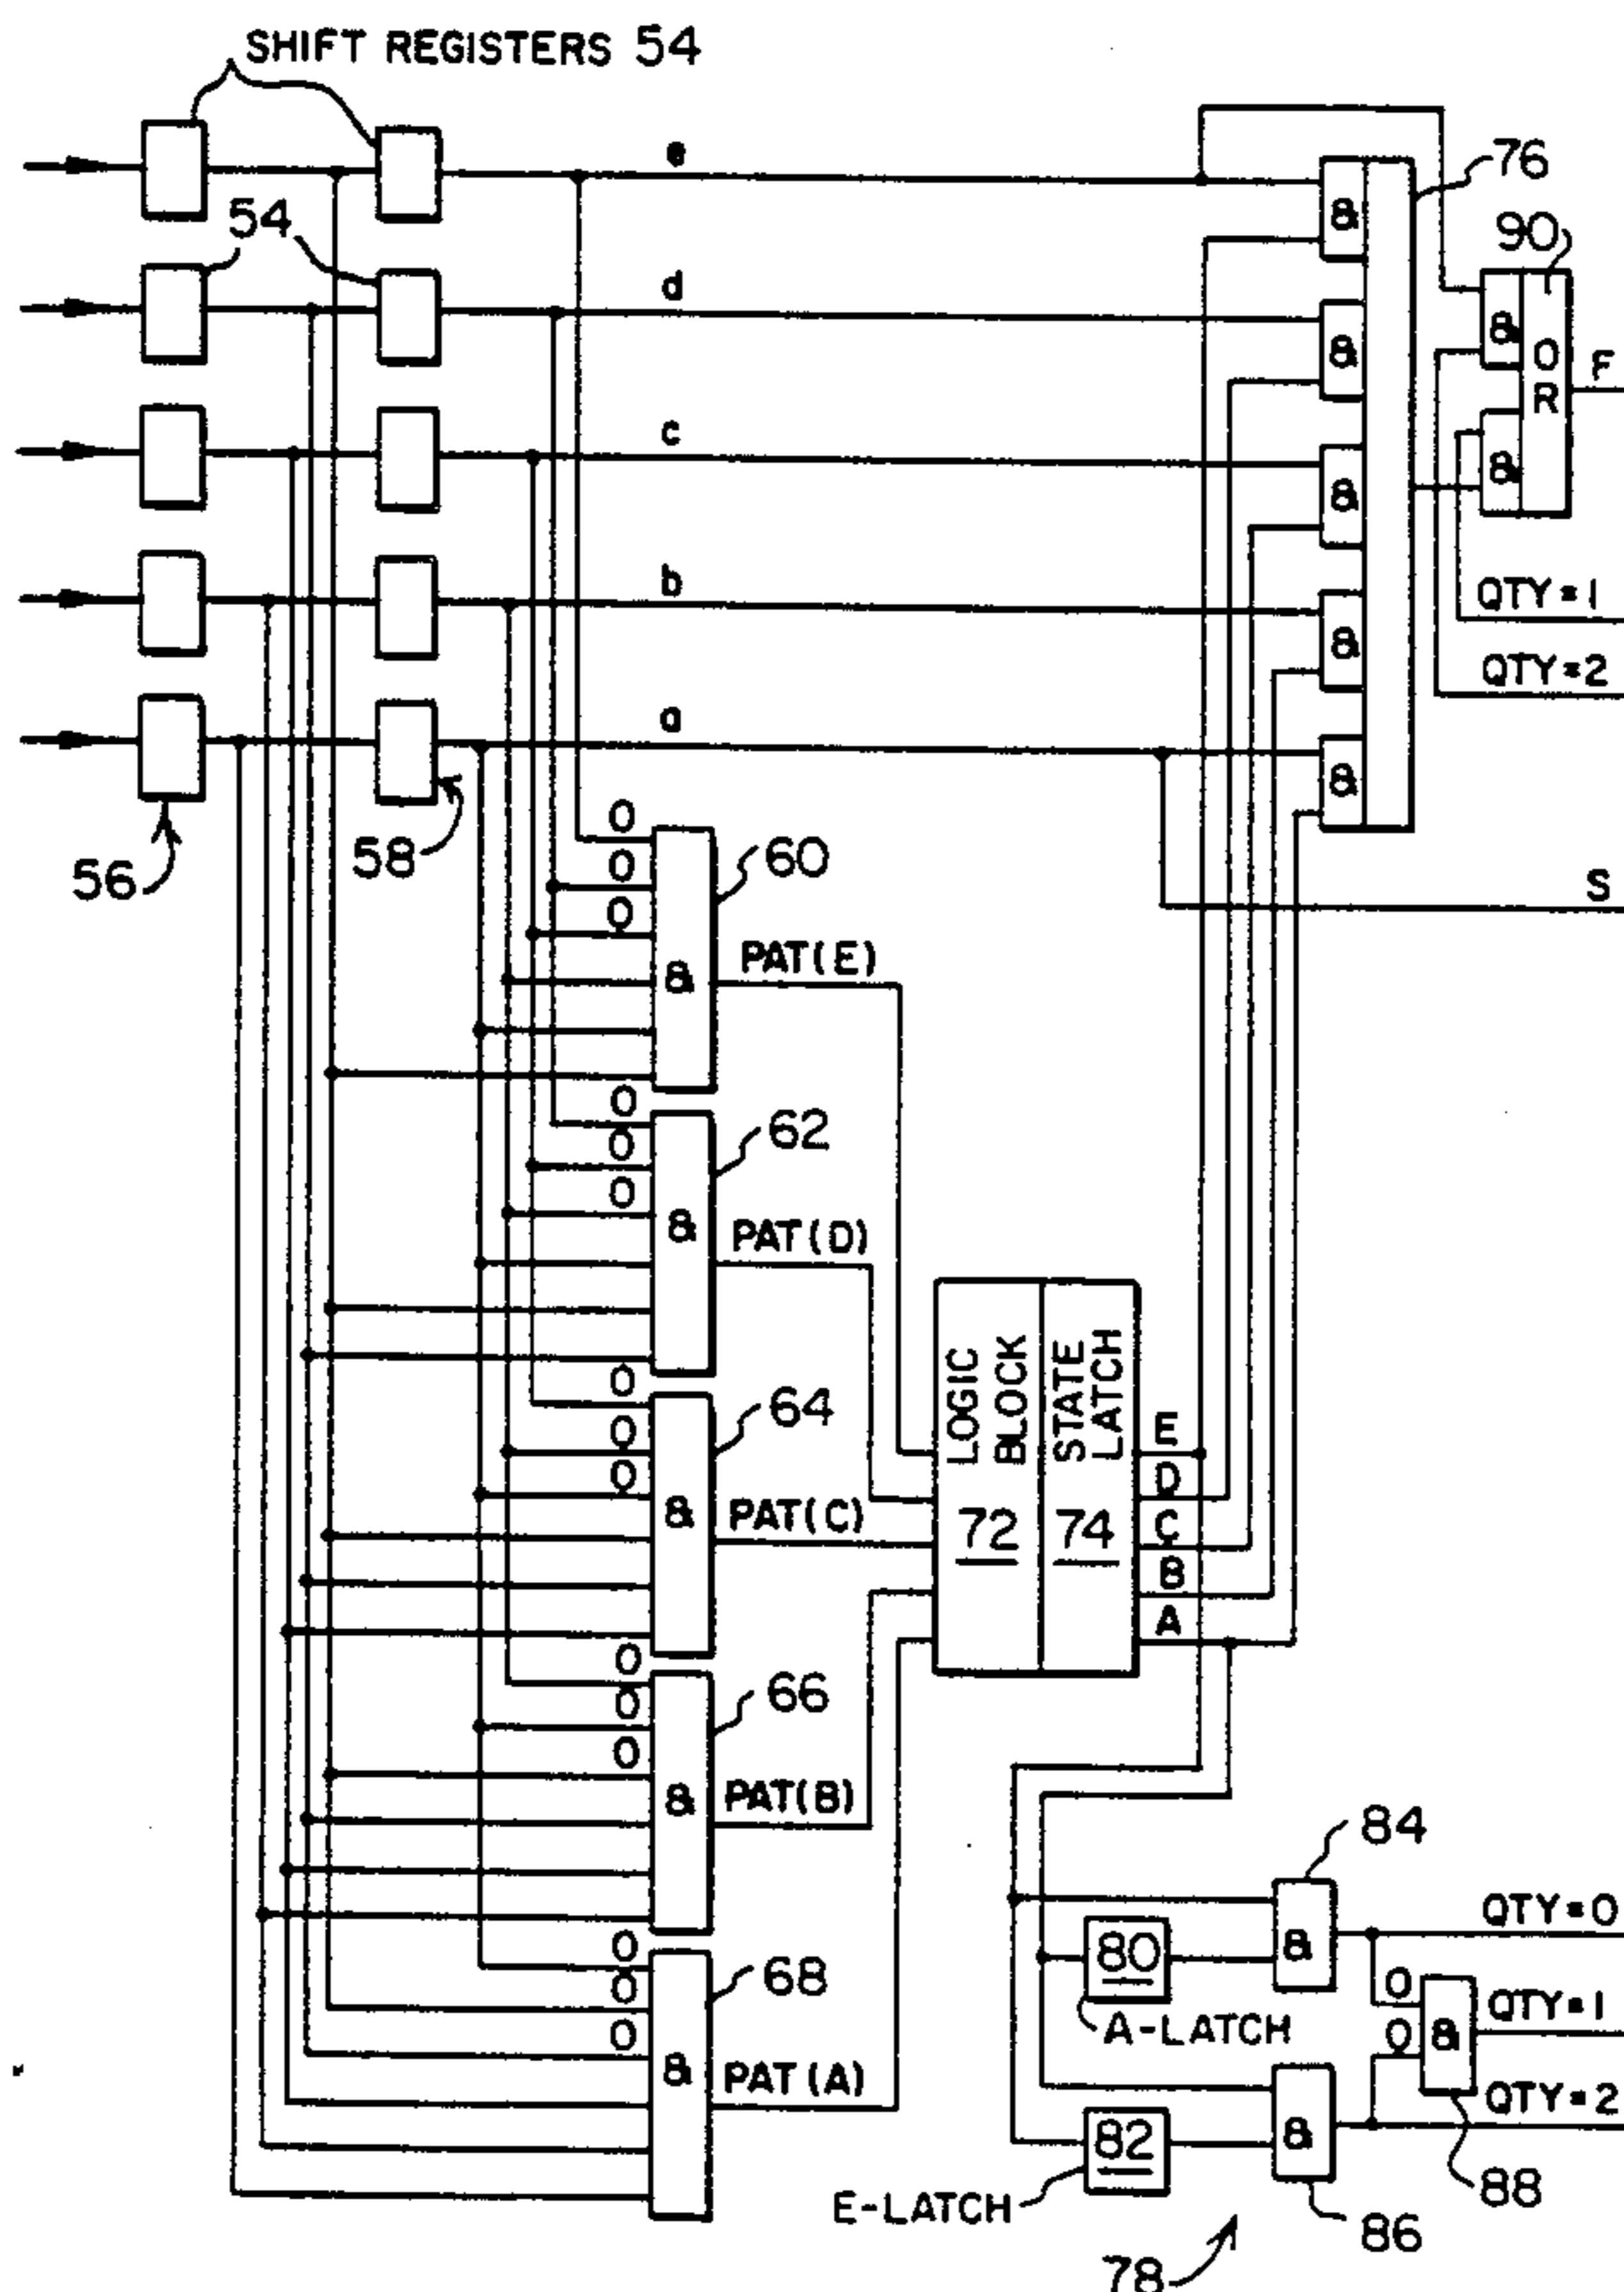 SHIFT REGISTERS 54
e
76
54
90
d
&
&
&
O
R
F
c
&
&
b
QTY=1
&
QTY=2
a
&
0
56
58
0
60
0
S
PAT(E)
&
0
0
62
0
&
PAT(D)
0
64
0
0
&
PAT(C)
LOGIC
BLOCK
72
STATE
LATCH
74
E
D
C
B
A
0
0
66
0
&
PAT(B)
84
QTY=0
0
0
68
0
&
PAT(A)
80
A-LATCH
&
0
0
&
QTY=1
QTY=2
82
&
E-LATCH
88
86
78